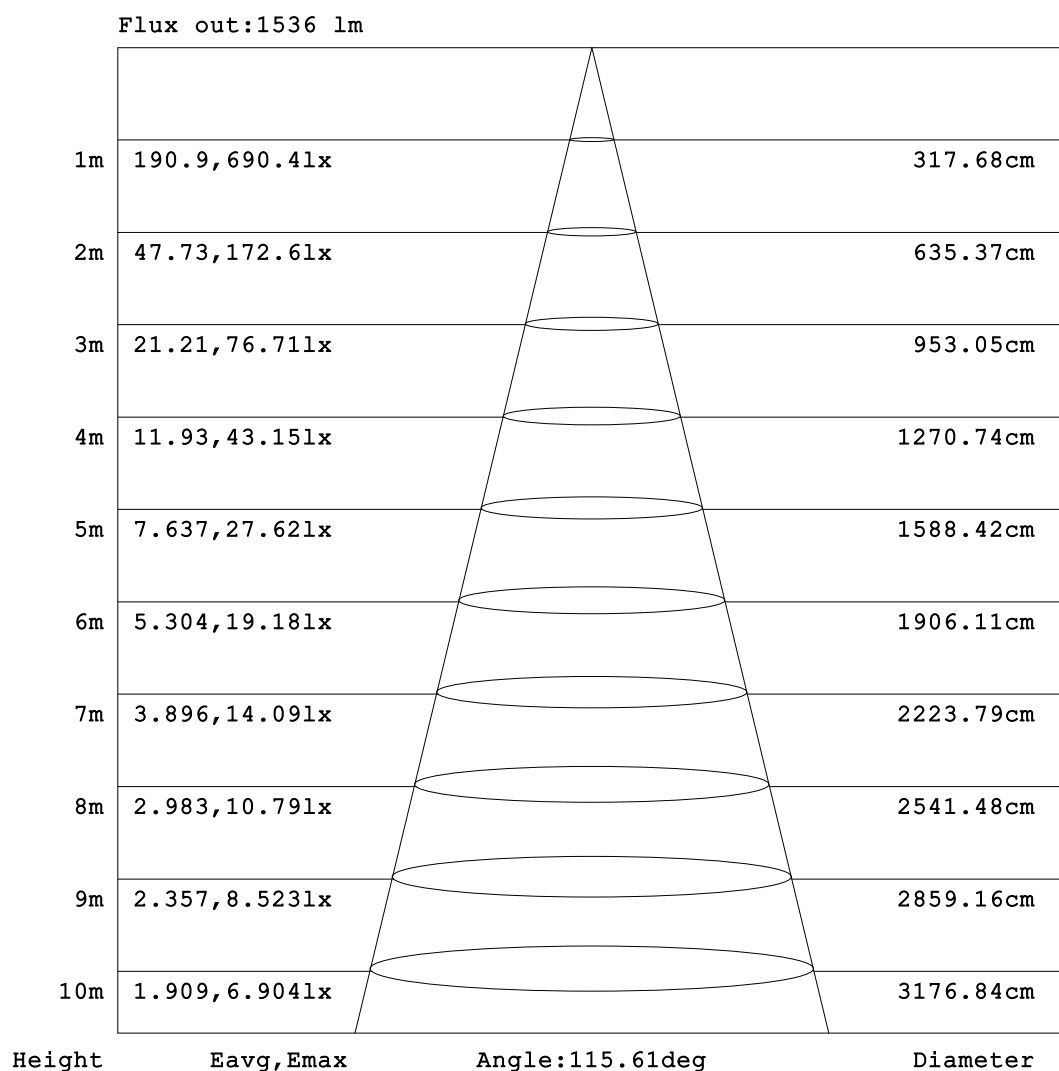 Flux out:1536 lm
1m 190.9,690.4lx 317.68cm
2m 47.73,172.6lx 635.37cm
3m 21.21,76.71lx 953.05cm
4m 11.93,43.15lx 1270.74cm
5m 7.637,27.62lx 1588.42cm
6m 5.304,19.18lx 1906.11cm
7m 3.896,14.09lx 2223.79cm
8m 2.983,10.79lx 2541.48cm
9m 2.357,8.523lx 2859.16cm
10m 1.909,6.904lx 3176.84cm
Height Eavg,Emax Angle:115.61deg Diameter